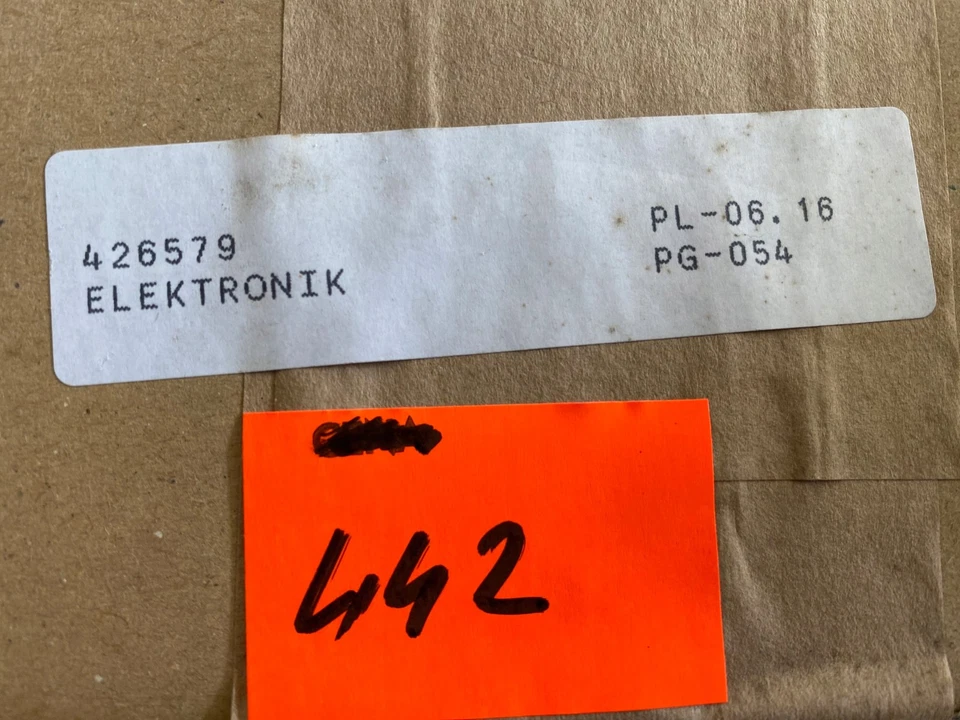 426579
ELEKTRONIK
PL-06.16
PG-054
442